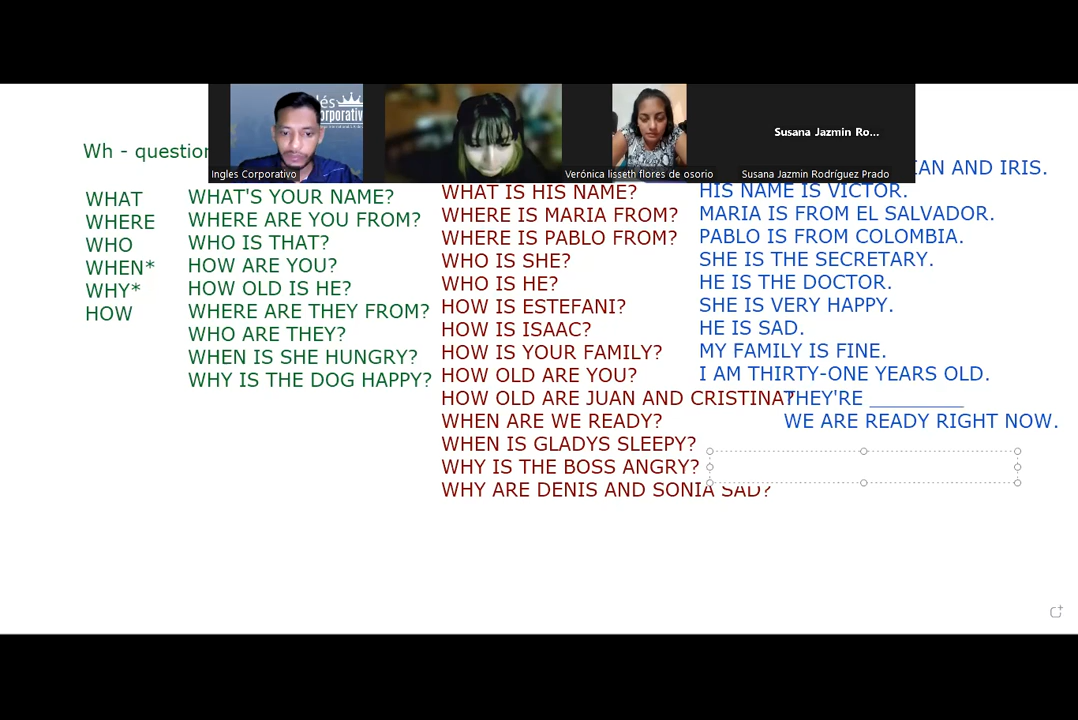 Wh - question
WHAT
WHERE
WHO
WHEN*
WHY*
HOW
WHAT'S YOUR NAME?
WHERE ARE YOU FROM?
WHO IS THAT?
HOW ARE YOU?
HOW OLD IS HE?
WHERE ARE THEY FROM?
WHO ARE THEY?
WHEN IS SHE HUNGRY?
WHY IS THE DOG HAPPY?
WHAT IS HIS NAME?
WHERE IS MARIA FROM?
WHERE IS PABLO FROM?
WHO IS SHE?
WHO IS HE?
HOW IS ESTEFANI?
HOW IS ISAAC?
HOW IS YOUR FAMILY?
HOW OLD ARE YOU?
HOW OLD ARE JUAN AND CRISTINA?
WHEN ARE WE READY?
WHEN IS GLADYS SLEEPY?
WHY IS THE BOSS ANGRY?
WHY ARE DENIS AND SONIA SAD?
AND IRIS.
HIS NAME IS VICTOR.
MARIA IS FROM EL SALVADOR.
PABLO IS FROM COLOMBIA.
SHE IS THE SECRETARY.
HE IS THE DOCTOR.
SHE IS VERY HAPPY.
HE IS SAD.
MY FAMILY IS FINE.
I AM THIRTY-ONE YEARS OLD.
THEY'RE _________
WE ARE READY RIGHT NOW.
Ingles Corporativo
Verónica lisseth flores de osorio
Susana Jazmin Ro...
Susana Jazmin Rodríguez Prado